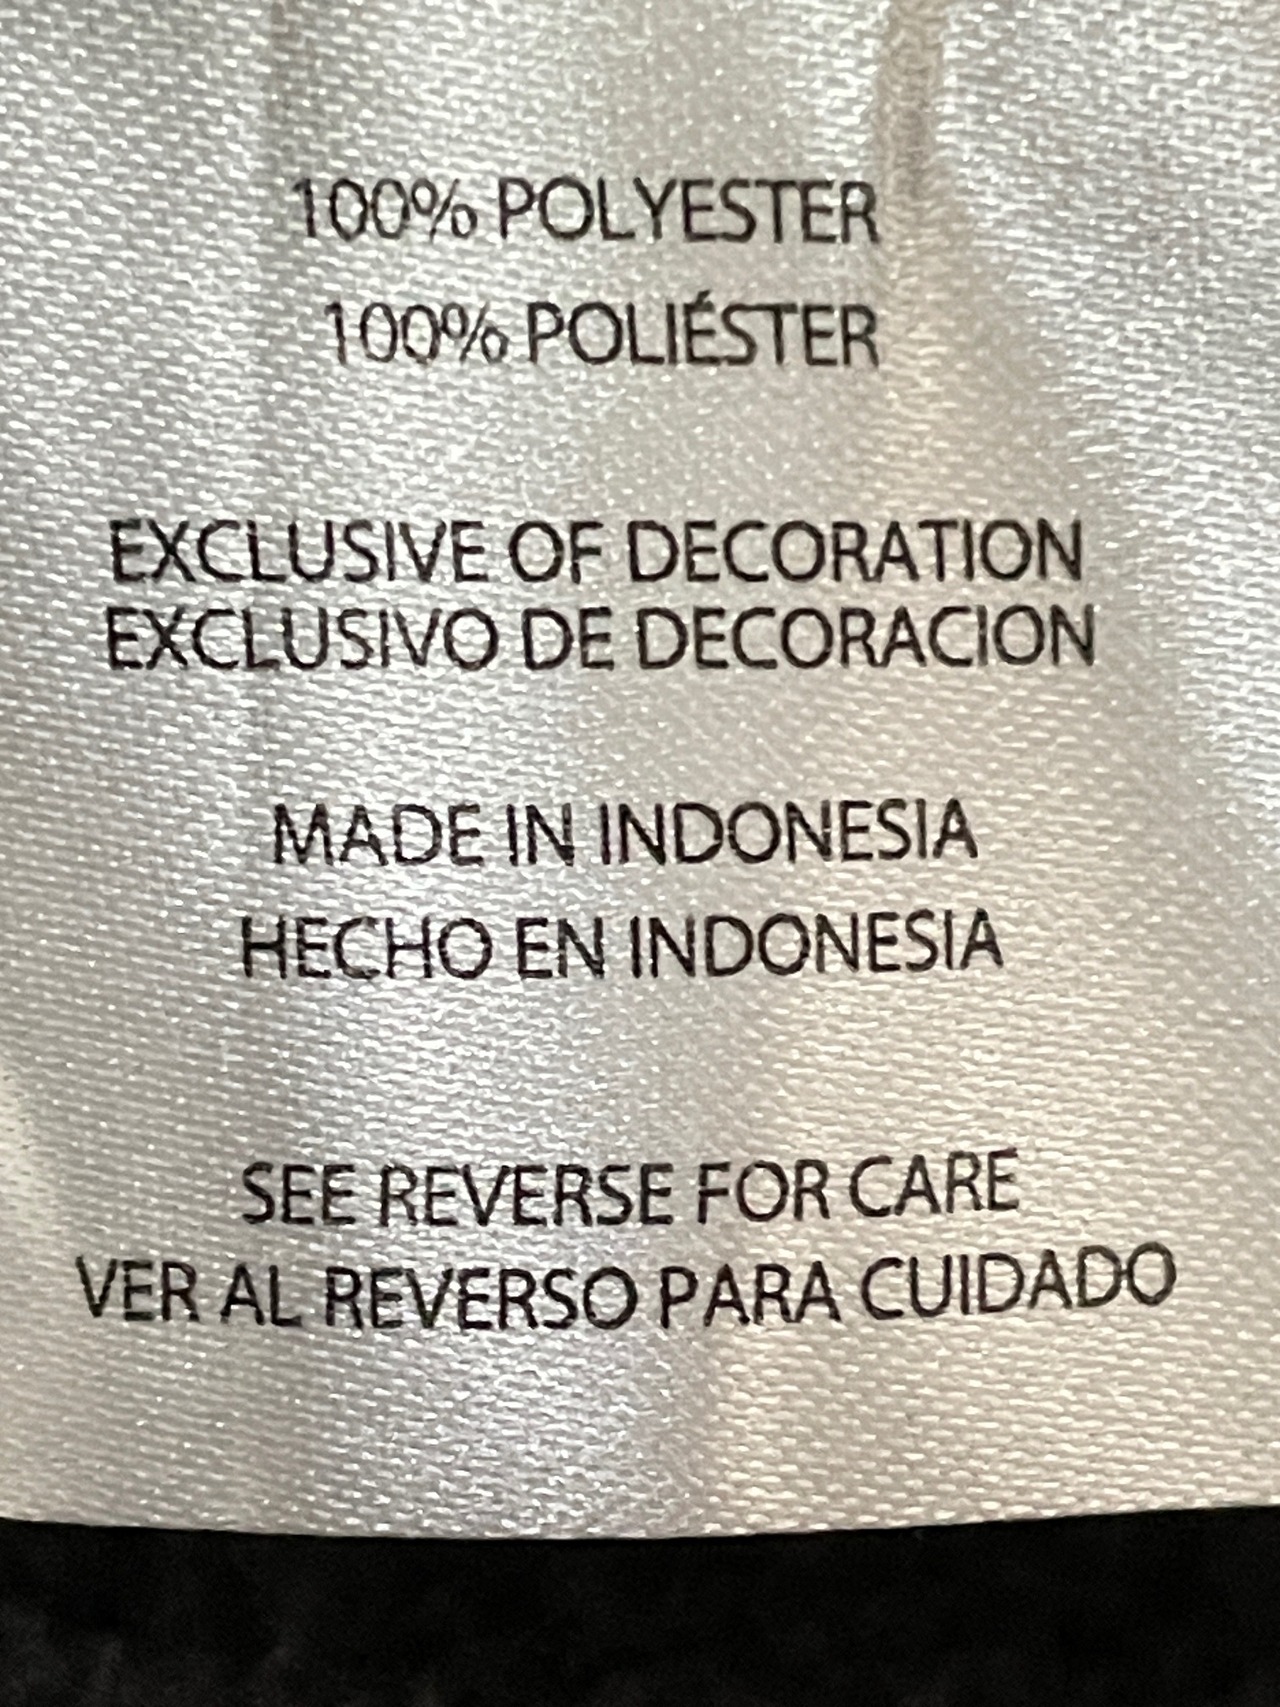 100% POLYESTER
100% POLIÉSTER
EXCLUSIVE OF DECORATION
EXCLUSIVO DE DECORACION
MADE IN INDONESIA
HECHO EN INDONESIA
SEE REVERSE FOR CARE
VER AL REVERSO PARA CUIDADO